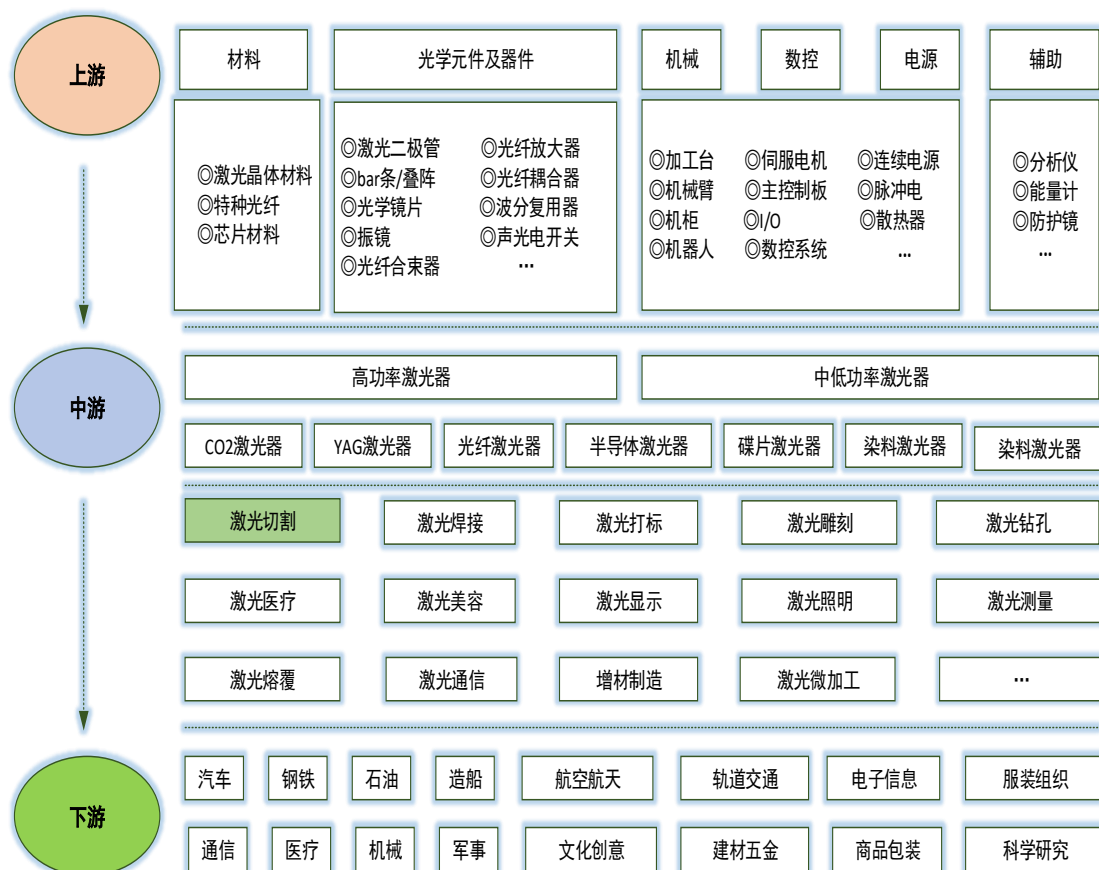 上游
材料
光学元件及器件
机械
数控
电源
辅助
◎激光晶体材料
◎特种光纤
◎芯片材料
◎激光二极管
◎bar条/叠阵
◎光学镜片
◎振镜
◎光纤合束器
◎光纤放大器
◎光纤耦合器
◎波分复用器
◎声光电开关
…
◎加工台
◎机械臂
◎机柜
◎机器人
◎伺服电机
◎主控制板
◎I/O
◎数控系统
◎连续电源
◎脉冲电
◎散热器
…
◎分析仪
◎能量计
◎防护镜
…
中游
高功率激光器
中低功率激光器
CO2激光器
YAG激光器
光纤激光器
半导体激光器
碟片激光器
染料激光器
染料激光器
激光切割
激光焊接
激光打标
激光雕刻
激光钻孔
激光医疗
激光美容
激光显示
激光照明
激光测量
激光熔覆
激光通信
增材制造
激光微加工
…
下游
汽车
钢铁
石油
造船
航空航天
轨道交通
电子信息
服装组织
通信
医疗
机械
军事
文化创意
建材五金
商品包装
科学研究